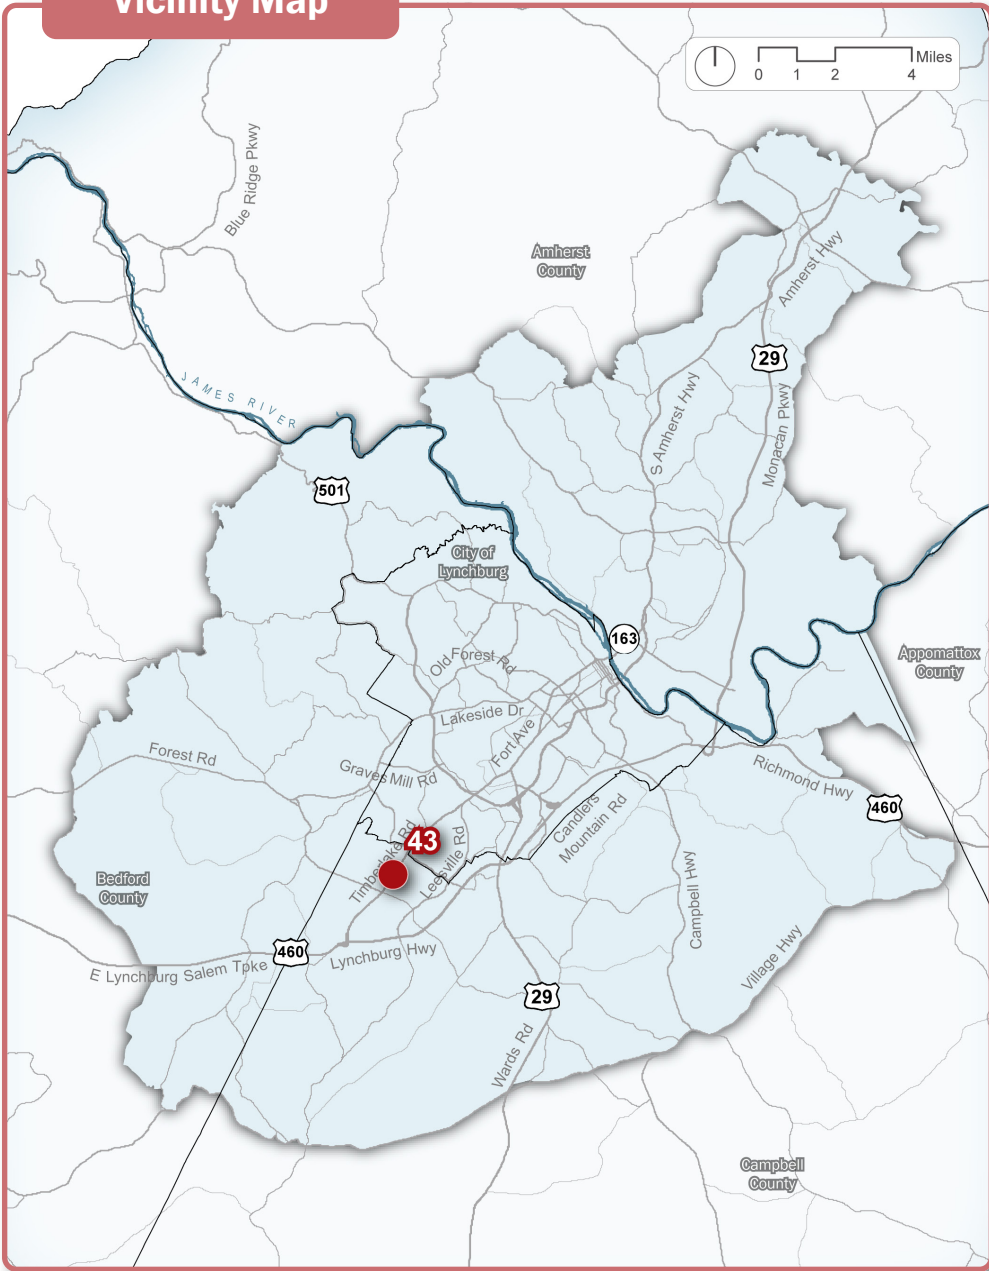 Vicinity Map
Miles
0 1 2 4
Blue Ridge Pkwy
Amherst
County
Amherst Hwy
29
JAMES RIVER
S Amherst Hwy
Monacan Pkwy
501
City of
Lynchburg
163
Old Forest Rd
Appomattox
County
Lakeside Dr
Fort Ave
Forest Rd
Graves Mill Rd
Richmond Hwy
460
Candlers
Mountain Rd
43
Timberlake Rd
Leesville Rd
Bedford
County
Campbell Hwy
460
Lynchburg Hwy
E Lynchburg Salem Tpke
Village Hwy
29
Wards Rd
Campbell
County